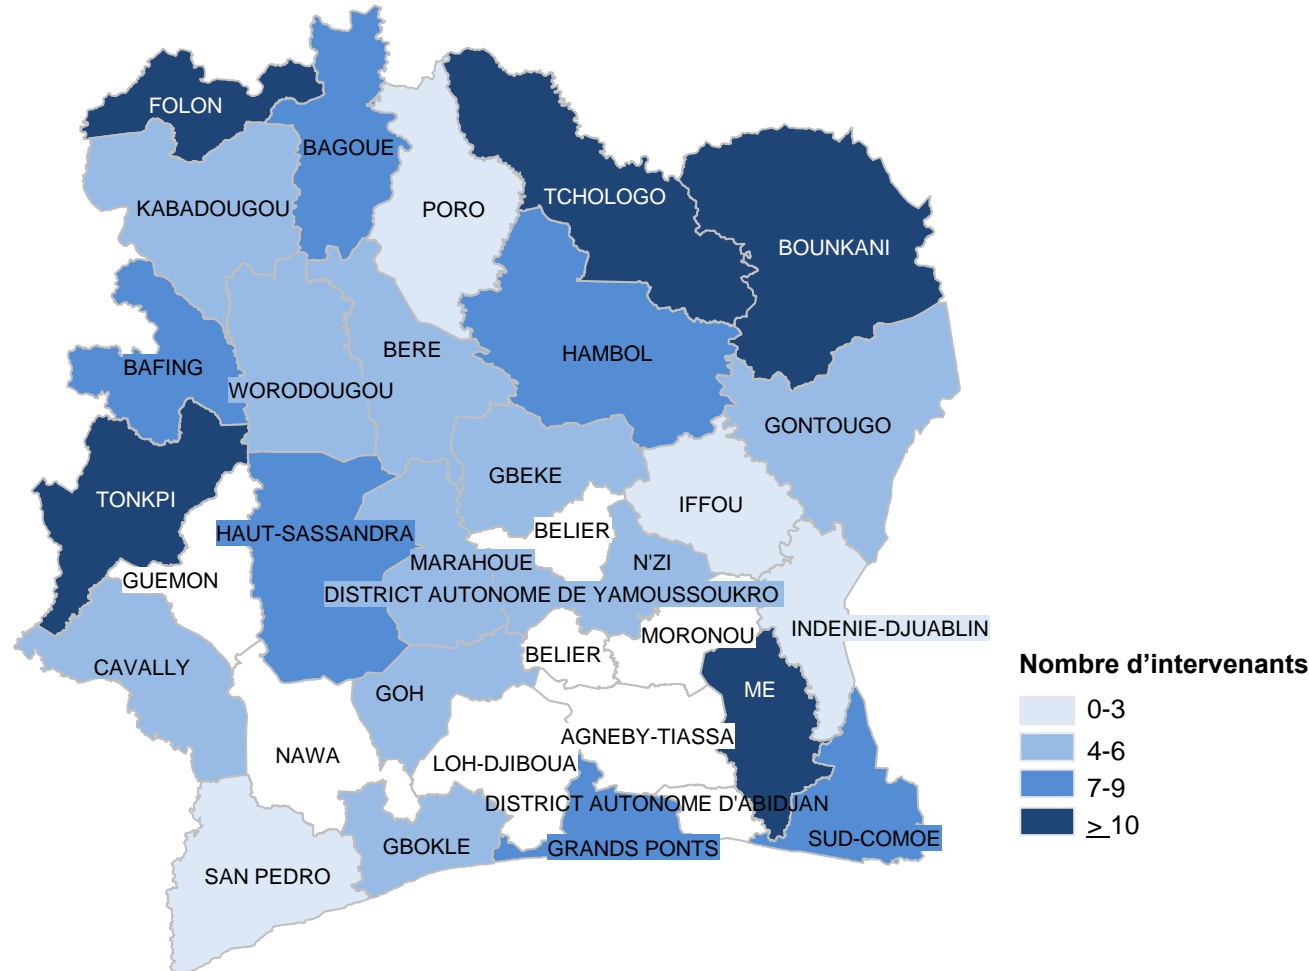 FOLON
BAGOUE
KABADOUGOU
PORO
TCHOLOGO
BOUNKANI
BERE
HAMBOL
BAFING
WORODOUGOU
GONTOUGO
GBEKE
TONKPI
IFFOU
HAUT-SASSANDRA
BELIER
MARAHOUE
N'ZI
GUEMON
DISTRICT AUTONOME DE YAMOUSSOUKRO
INDENIE-DJUABLIN
MORONOU
BELIER
CAVALLY
GOH
ME
AGNEBY-TIASSA
NAWA
LOH-DJIBOUA
DISTRICT AUTONOME D'ABIDJAN
SUD-COMOE
GBOKLE
GRANDS PONTS
SAN PEDRO
Nombre d’intervenants
0-3
4-6
7-9
> 10